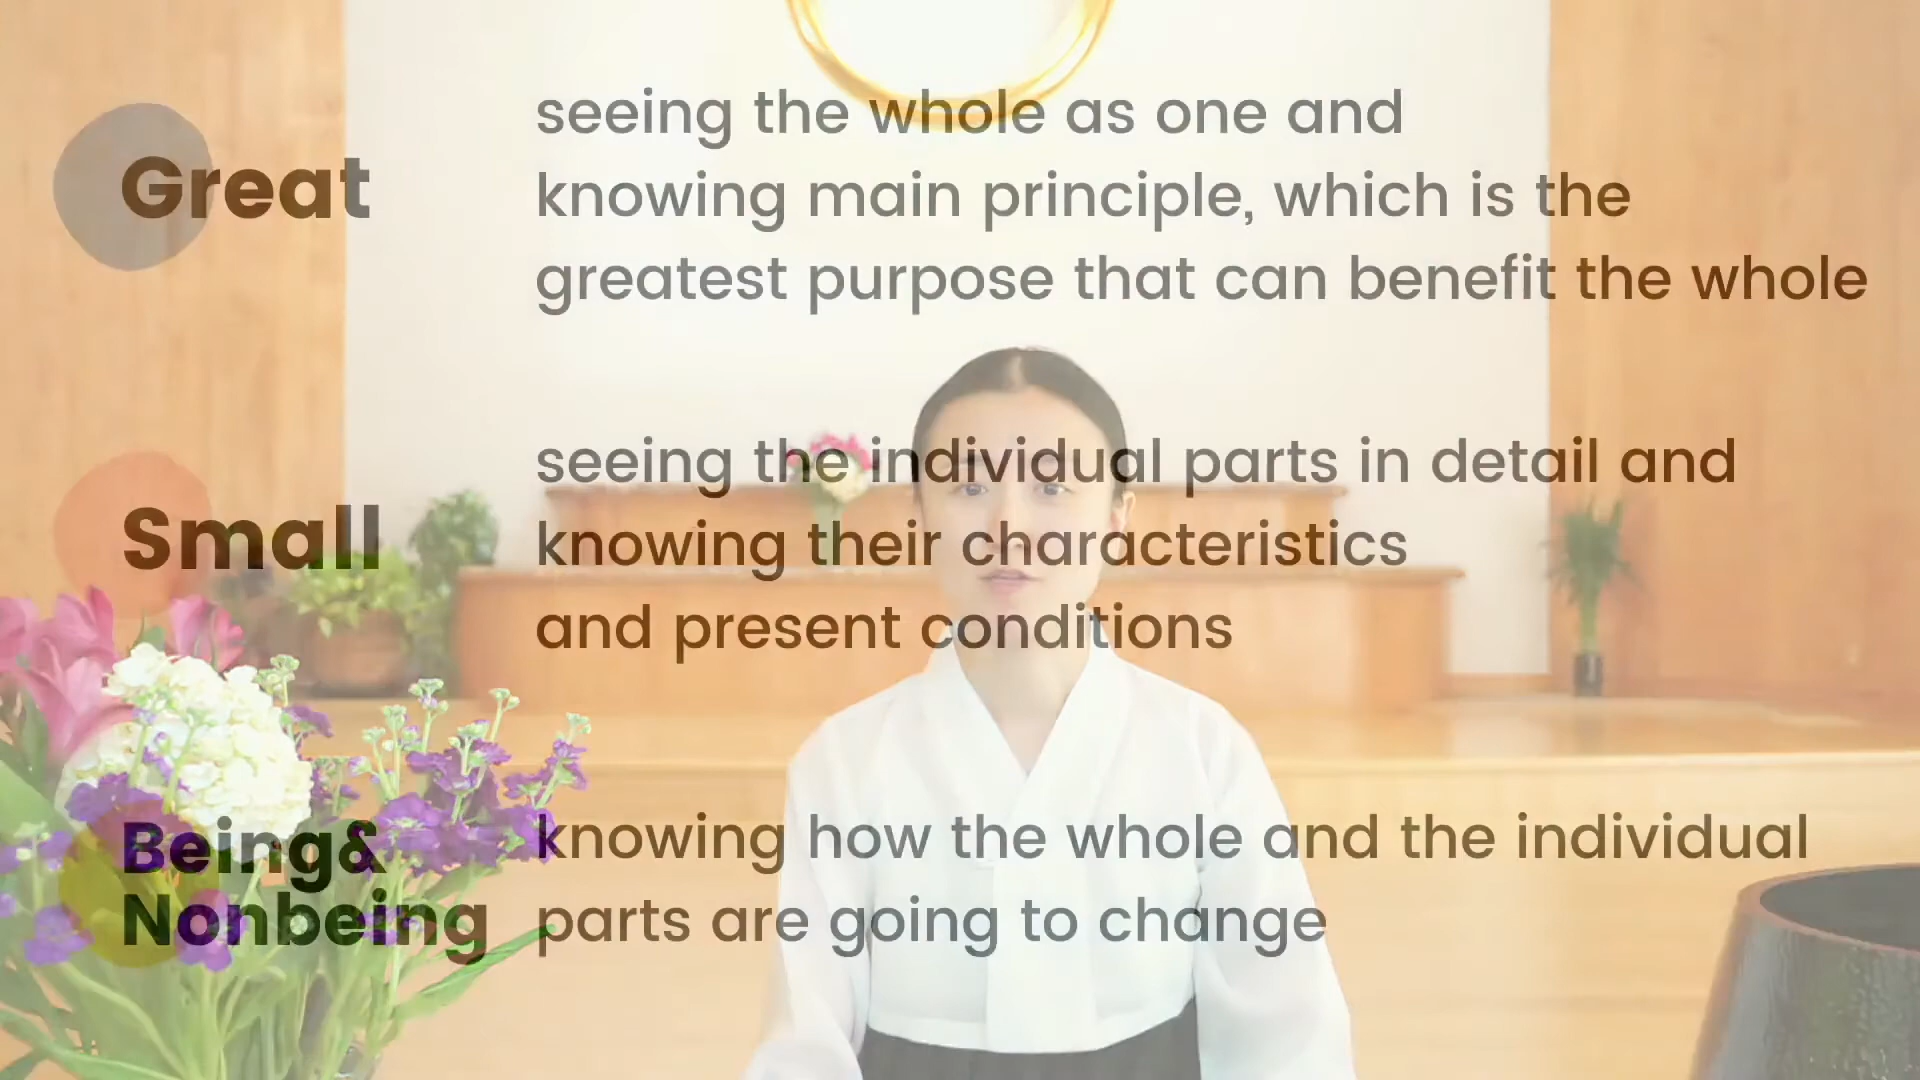 Great
seeing the whole as one and
knowing main principle, which is the
greatest purpose that can benefit the whole
Small
seeing the individual parts in detail and
knowing their characteristics
and present conditions
Being&
Nonbeing
knowing how the whole and the individual
parts are going to change